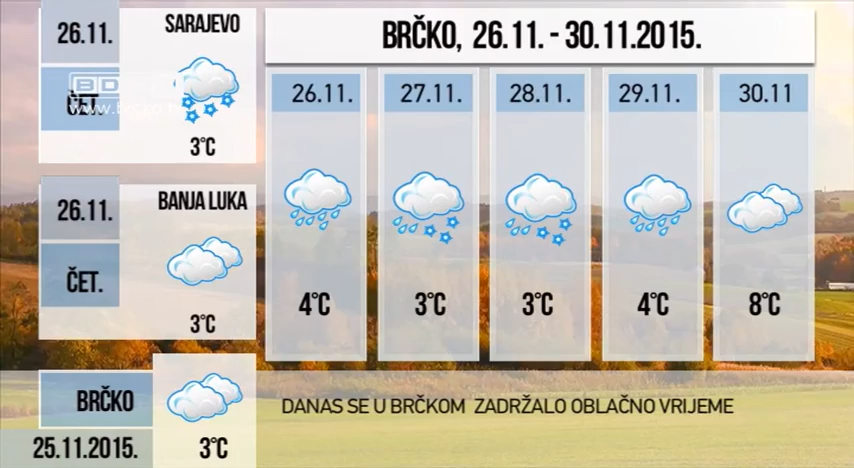 26.11.
SARAJEVO
ČET.
3°C
26.11.
BANJA LUKA
ČET.
3°C
BRČKO
25.11.2015.
3°C
BRČKO, 26.11. - 30.11.2015.
26.11.
27.11.
28.11.
29.11.
30.11
4°C
3°C
3°C
4°C
8°C
DANAS SE U BRČKOM ZADRŽALO OBLAČNO VRIJEME